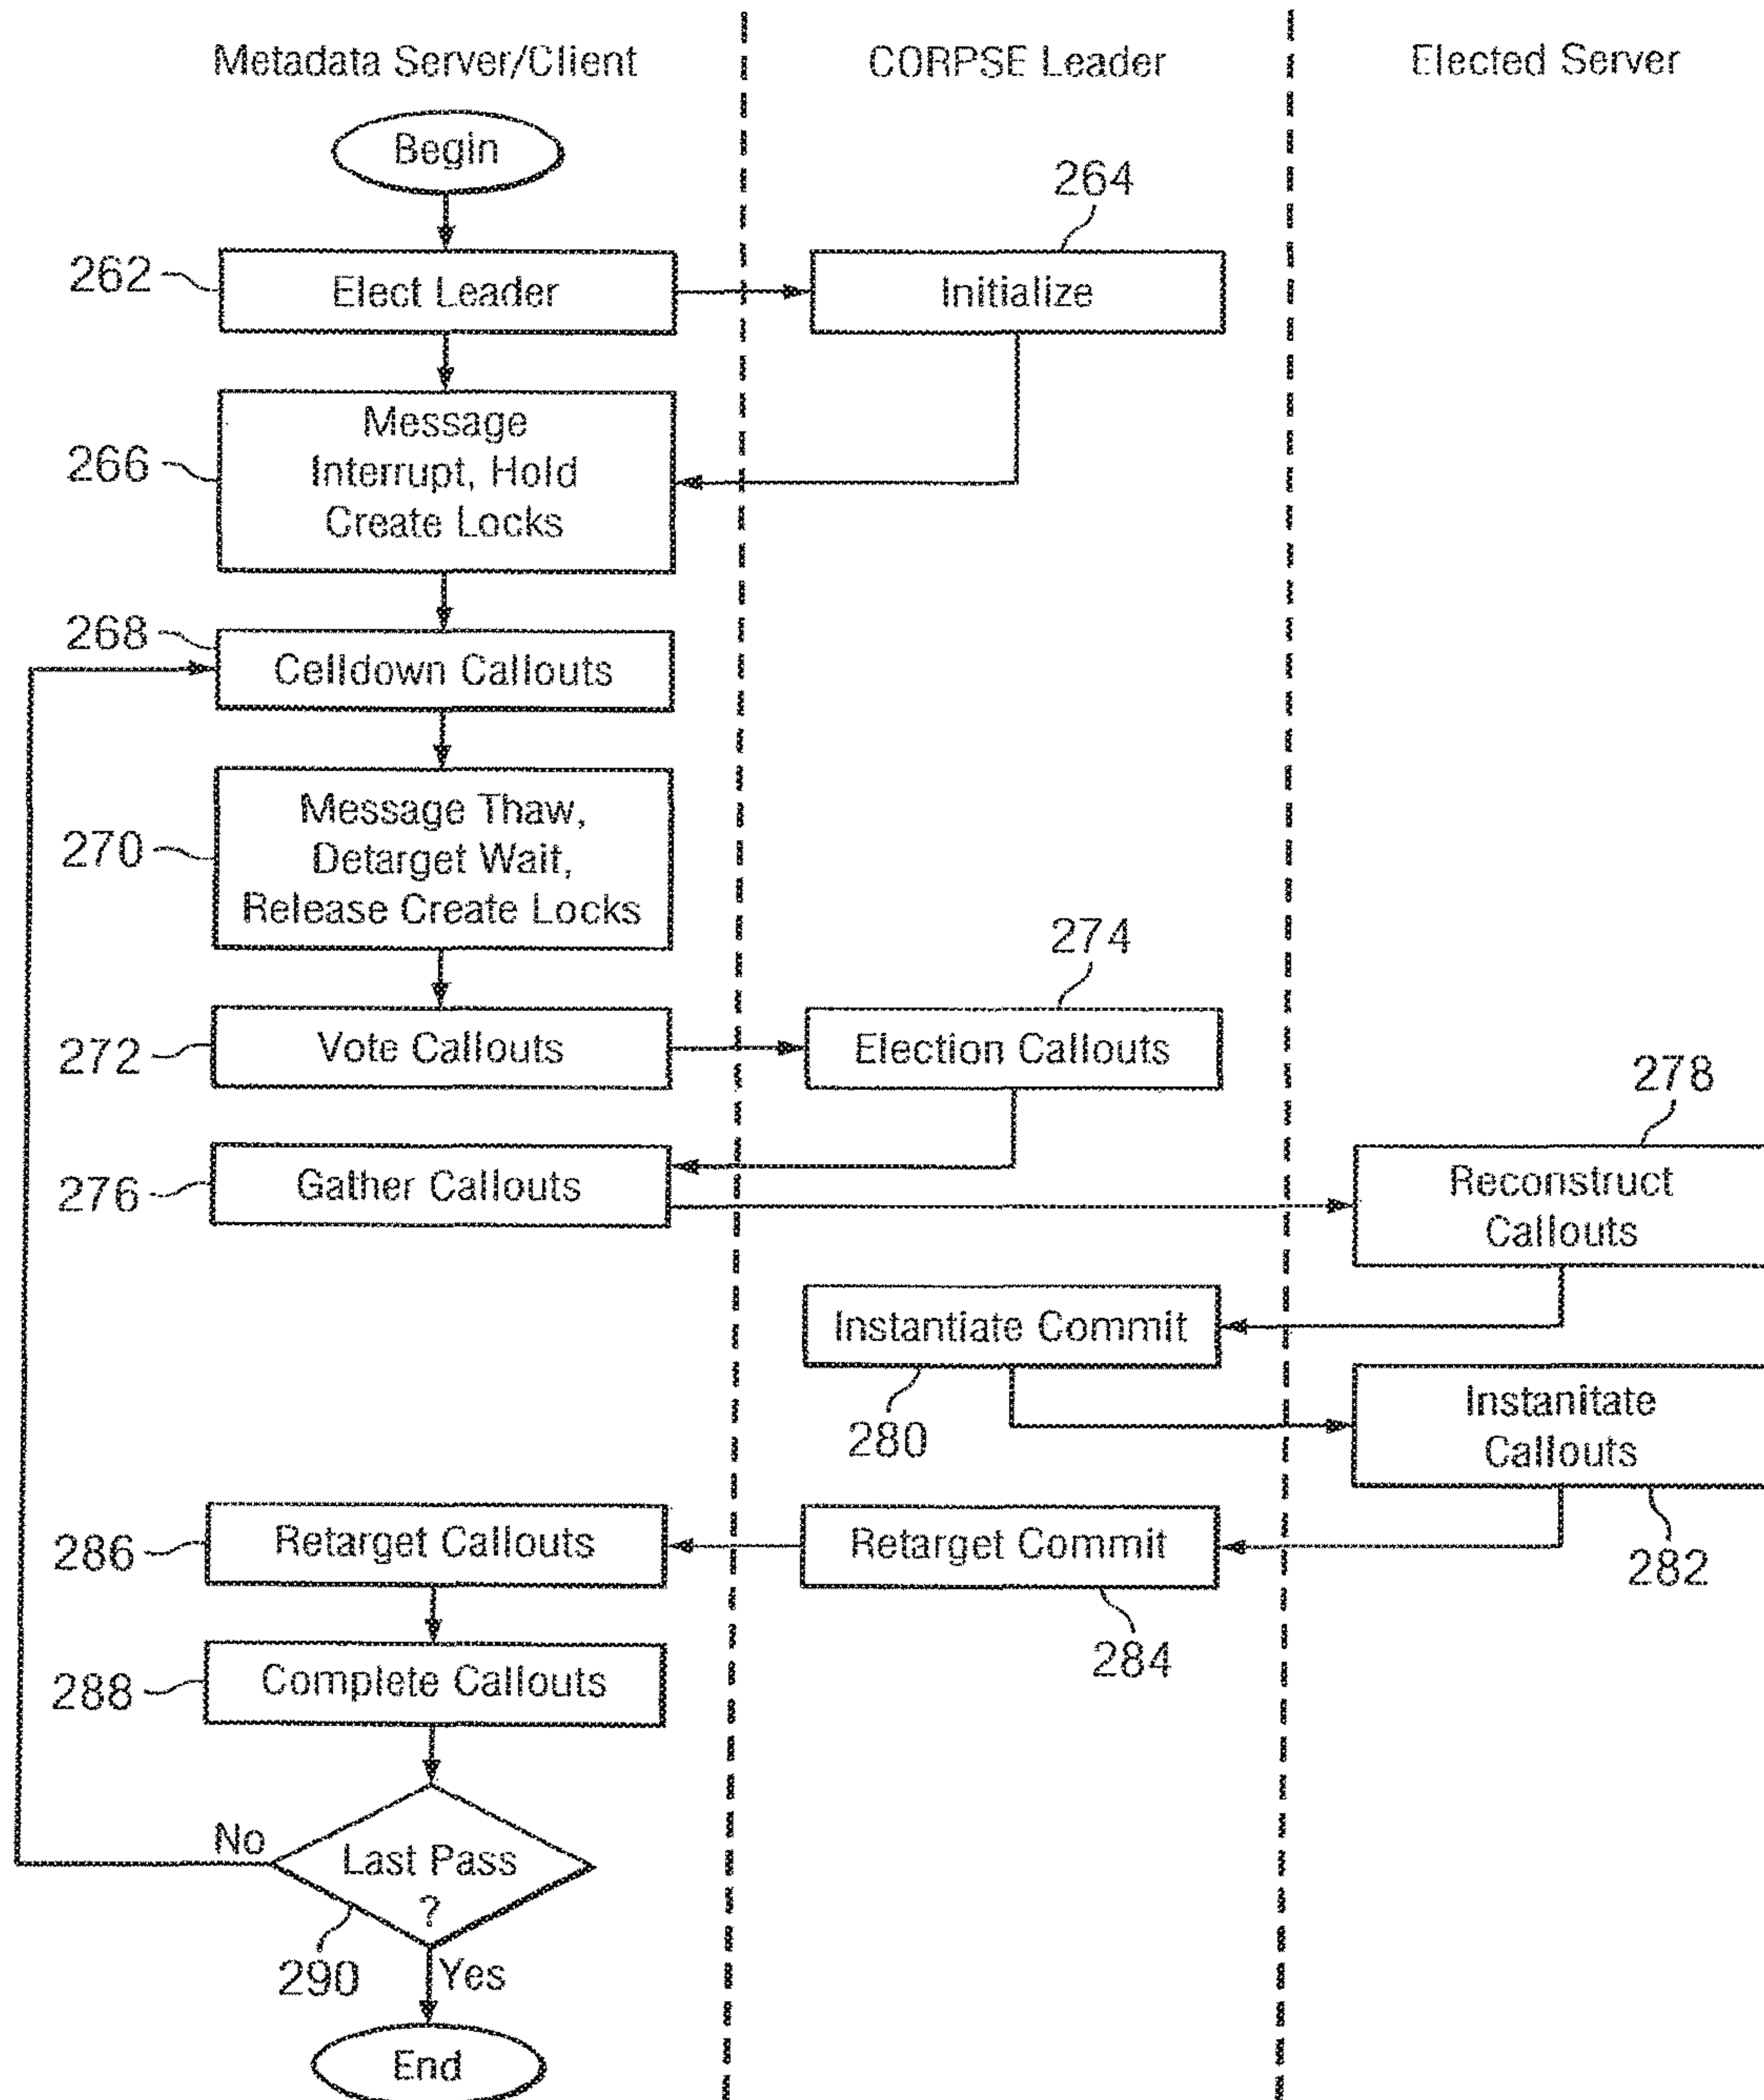 Metadata Server/Client
CORPSE Leader
Elected Server
Begin
264
262
Elect Leader
Initialize
Message
Interrupt, Hold
Create Locks
266
268
Celldown Callouts
Message Thaw,
Detarget Wait,
Release Create Locks
270
274
272
Vote Callouts
Election Callouts
278
276
Gather Callouts
Reconstruct
Callouts
Instantiate Commit
280
Instanitate
Callouts
282
286
Retarget Callouts
Retarget Commit
284
288
Complete Callouts
No
Last Pass
?
290
Yes
End